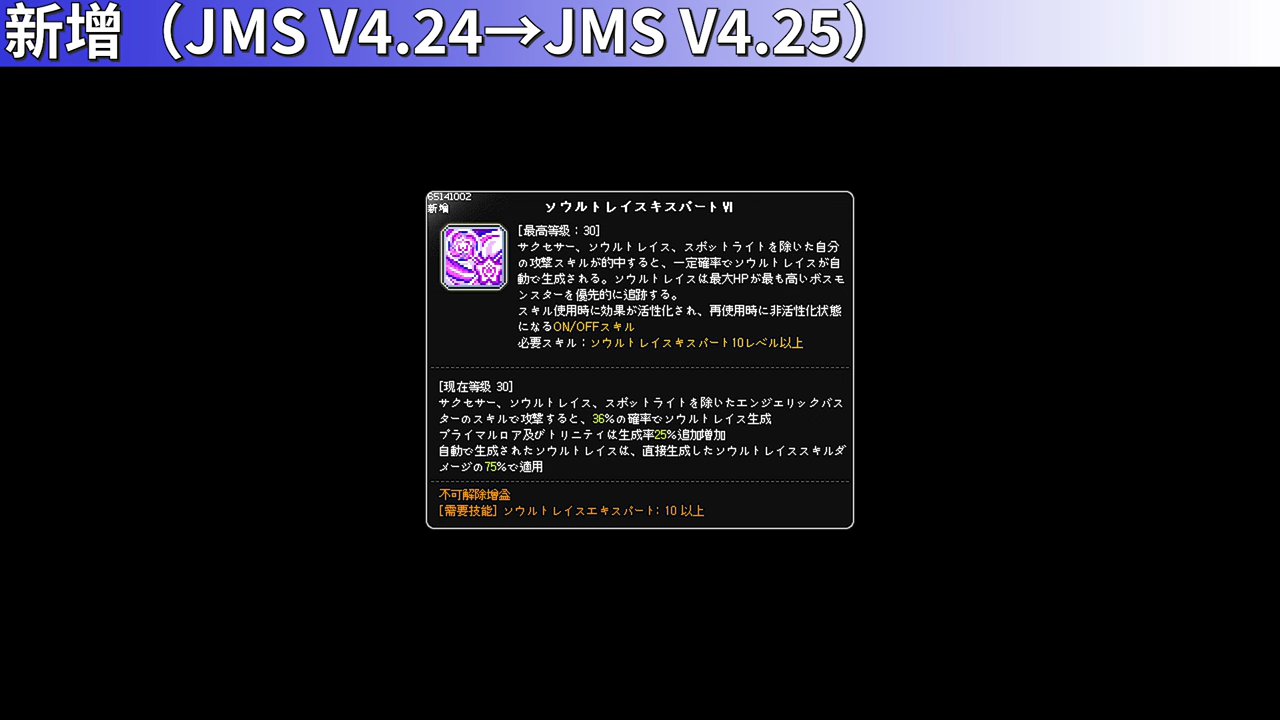 新增（JMS V4.24→JMS V4.25）
65141002
新增
ソウルトレイスキスパートⅥ
[最高等級：30]
サクセサー、ソウルトレイス、スポットライトを除いた自分
の攻撃スキルが的中すると、一定確率でソウルトレイスが自
動で生成される。ソウルトレイスは最大HPが最も高いボスモ
ンスターを優先的に追跡する。
スキル使用時に効果が活性化され、再使用時に非活性化状態
になるON/OFFスキル
必要スキル：ソウルトレイスキスパート10レベル以上
[現在等級 30]
サクセサー、ソウルトレイス、スポットライトを除いたエンジェリックバス
ターのスキルで攻撃すると、36%の確率でソウルトレイス生成
プライマルロア及びトリニティは生成率25%追加増加
自動で生成されたソウルトレイスは、直接生成したソウルトレイススキルダ
メージの75%で適用
不可解除增益
[需要技能] ソウルトレイスエキスパート: 10 以上